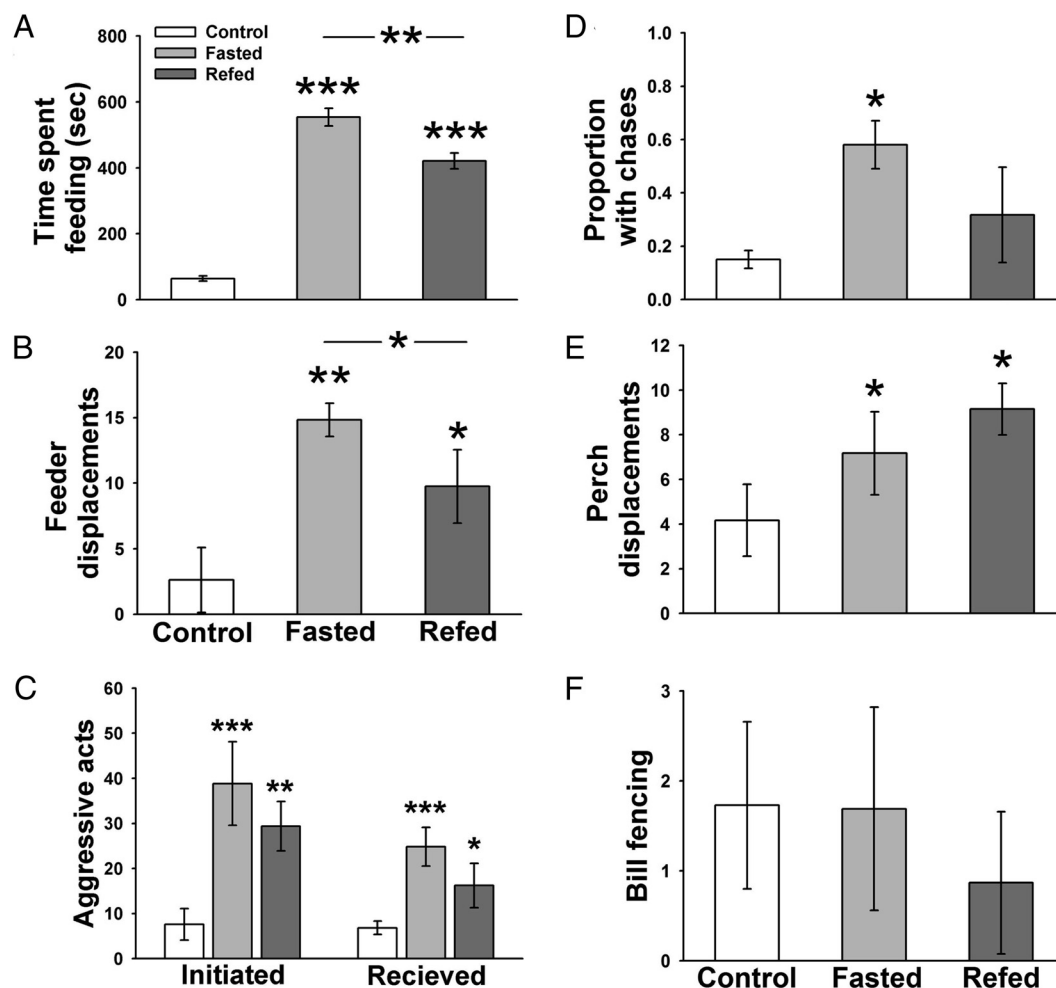 A
Time spent
feeding (sec)
800
600
400
200
0
Control
Fasted
Refed
**
***
***
B
Feeder
displacements
20
15
10
5
0
*
**
*
Control Fasted Refed
C
Aggressive acts
60
50
40
30
20
10
0
***
**
***
*
Initiated Recieved
D
Proportion
with chases
1.0
0.8
0.6
0.4
0.2
0.0
*
E
Perch
displacements
12
10
8
6
4
2
0
*
*
F
Bill fencing
3
2
1
0
Control Fasted Refed